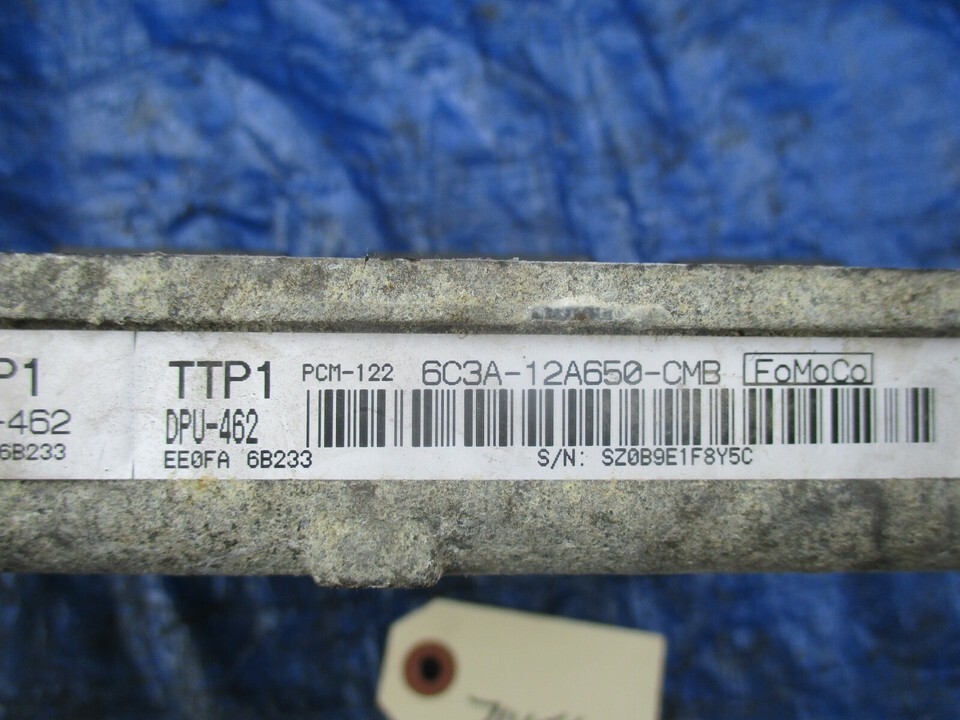 P1
-462
6B233
TTP1 PCM-122 6C3A-12A650-CMB FoMoCo
DPU-462
EE0FA 6B233 S/N: SZ0B9E1F8Y5C